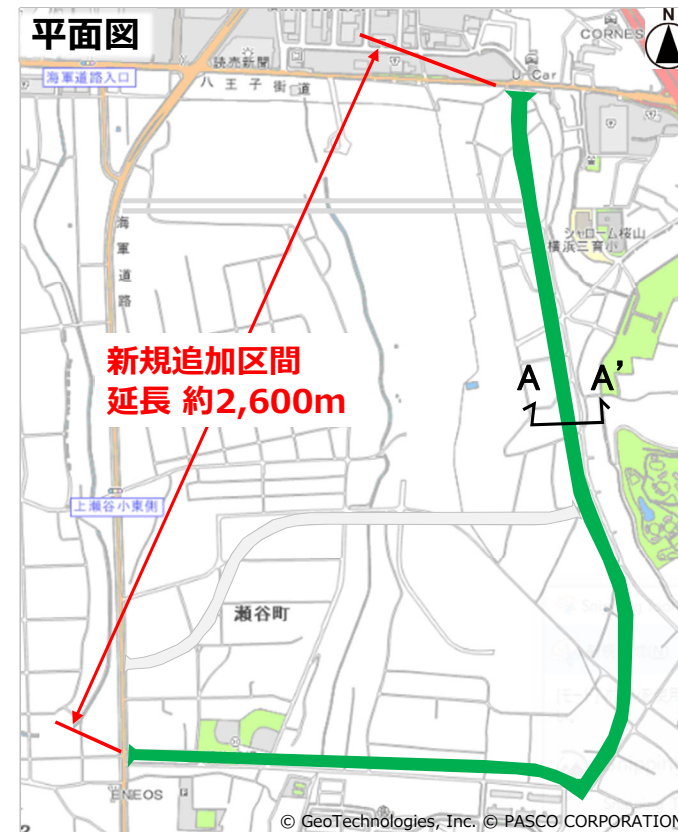 平面図
N
CORNES
読売新聞
海軍道路入口
U Car
八王子街道
シャローム桜山
横浜三育小
海軍道路
新規追加区間
延長 約2,600m
A A'
上瀬谷小東側
瀬谷町
ENEOS
© GeoTechnologies, Inc. © PASCO CORPORATION